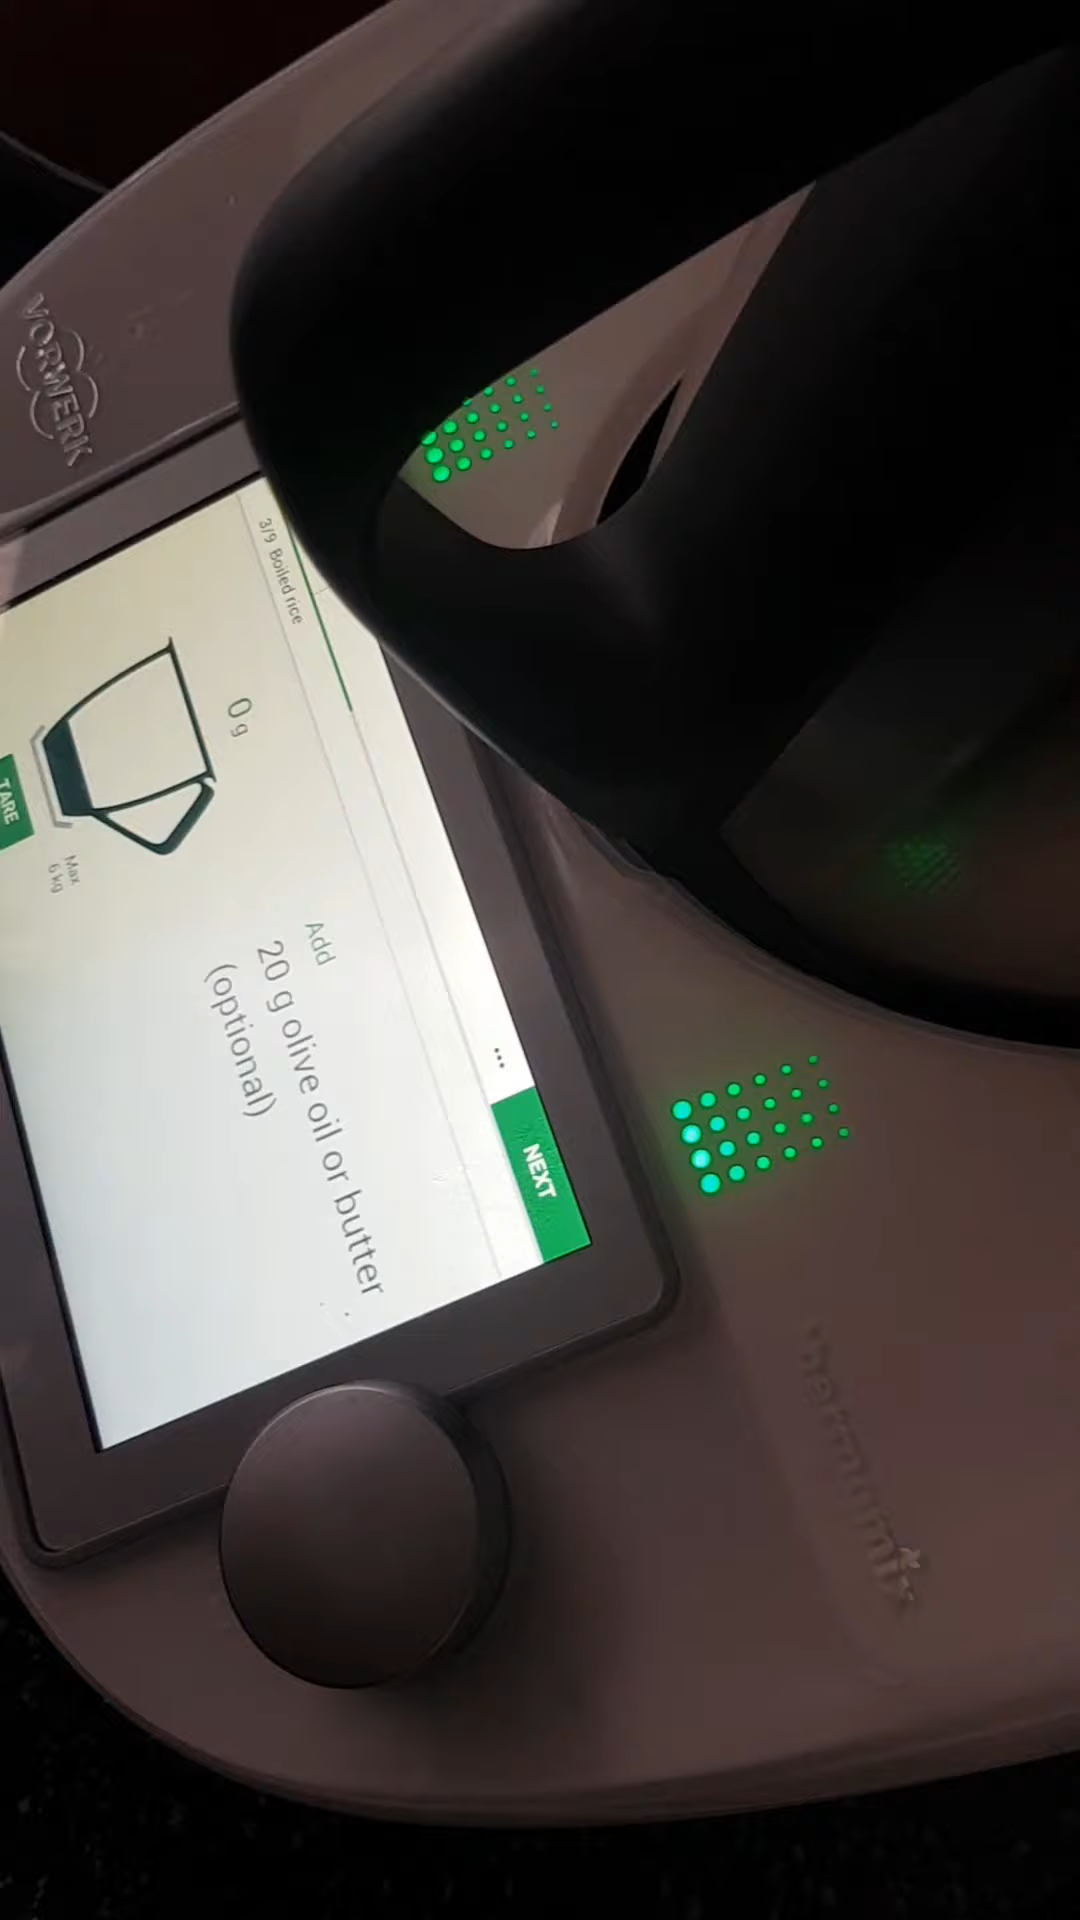 VORWERK
3/9 Boiled rice
0 g
TARE
Max
6 kg
Add
20 g olive oil or butter
(optional)
...
NEXT
thermomix